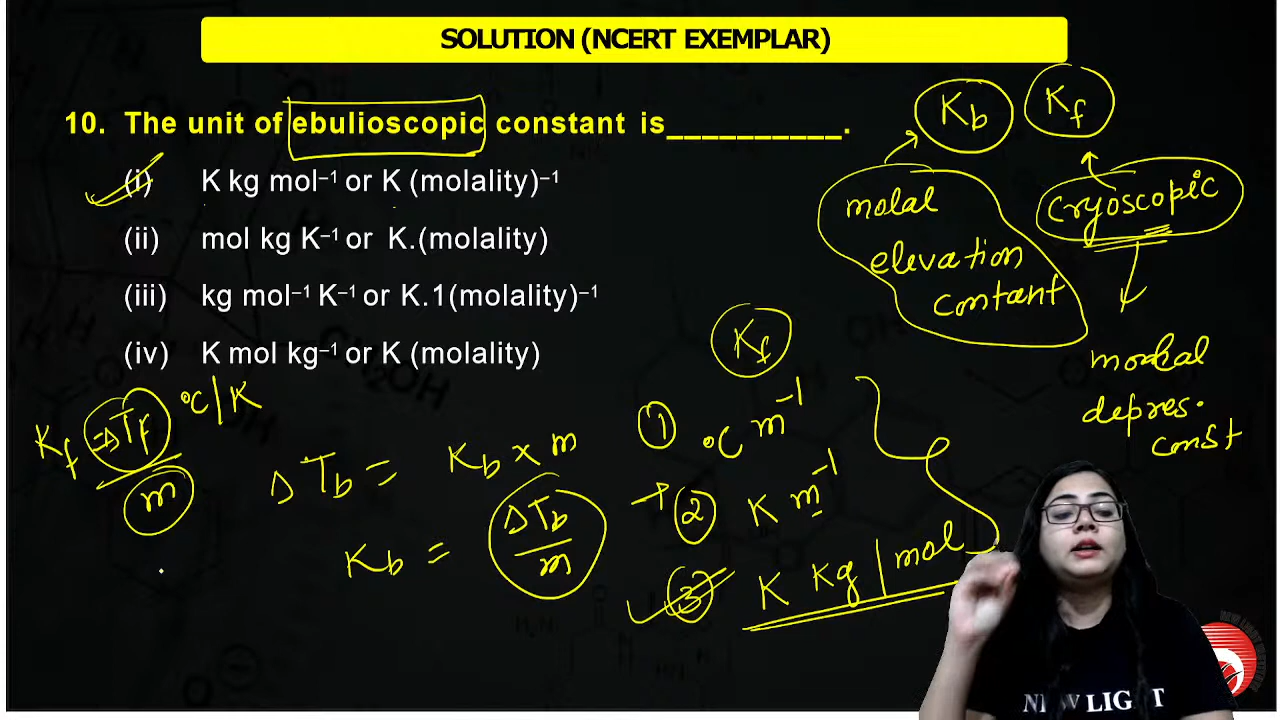 SOLUTION (NCERT EXEMPLAR)
10. The unit of ebulioscopic constant is__________.
(i) K kg mol⁻¹ or K (molality)⁻¹
(ii) mol kg K⁻¹ or K.(molality)
(iii) kg mol⁻¹ K⁻¹ or K.1(molality)⁻¹
(iv) K mol kg⁻¹ or K (molality)
Kb Kf
molal
elevation
contant
cryoscopic
depres.
const
Kf = ΔTf / m °C/K
ΔTb = Kb × m
Kb = ΔTb / m
Kf
① °C m⁻¹
② K m⁻¹
③ K Kg / mol
NEW LIGHT